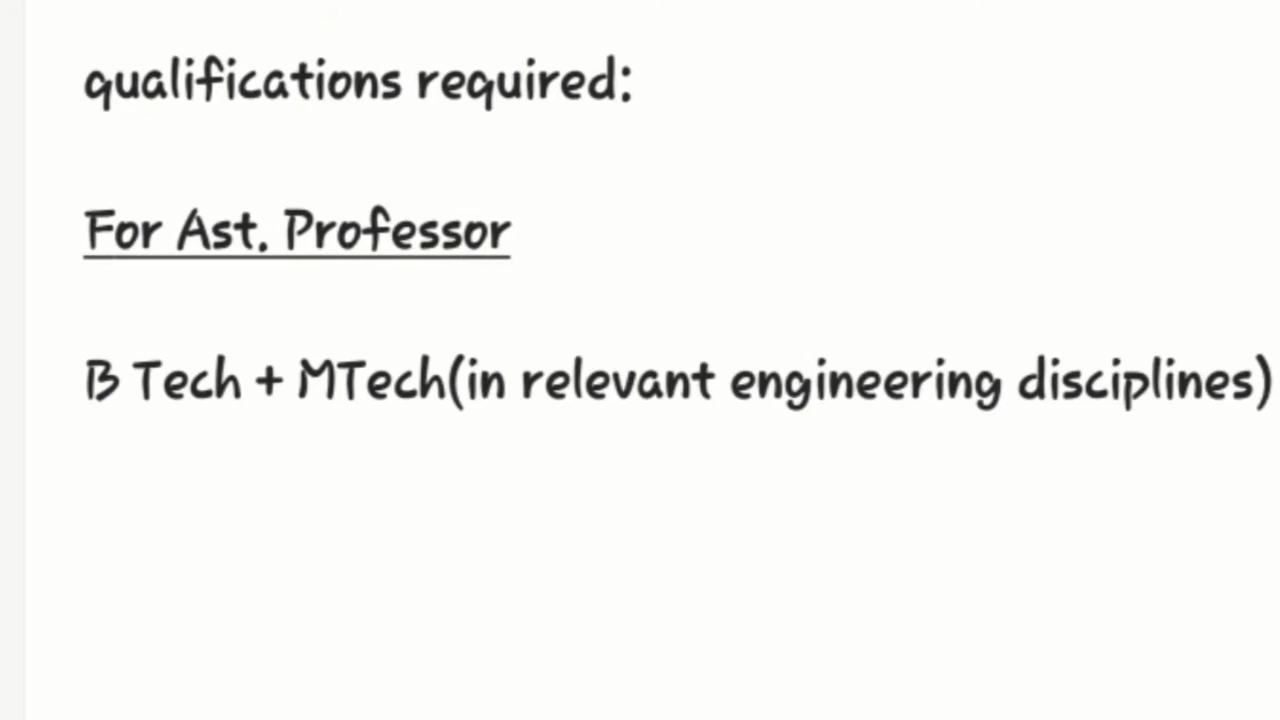 qualifications required:
For Ast. Professor
B Tech + MTech(in relevant engineering disciplines)